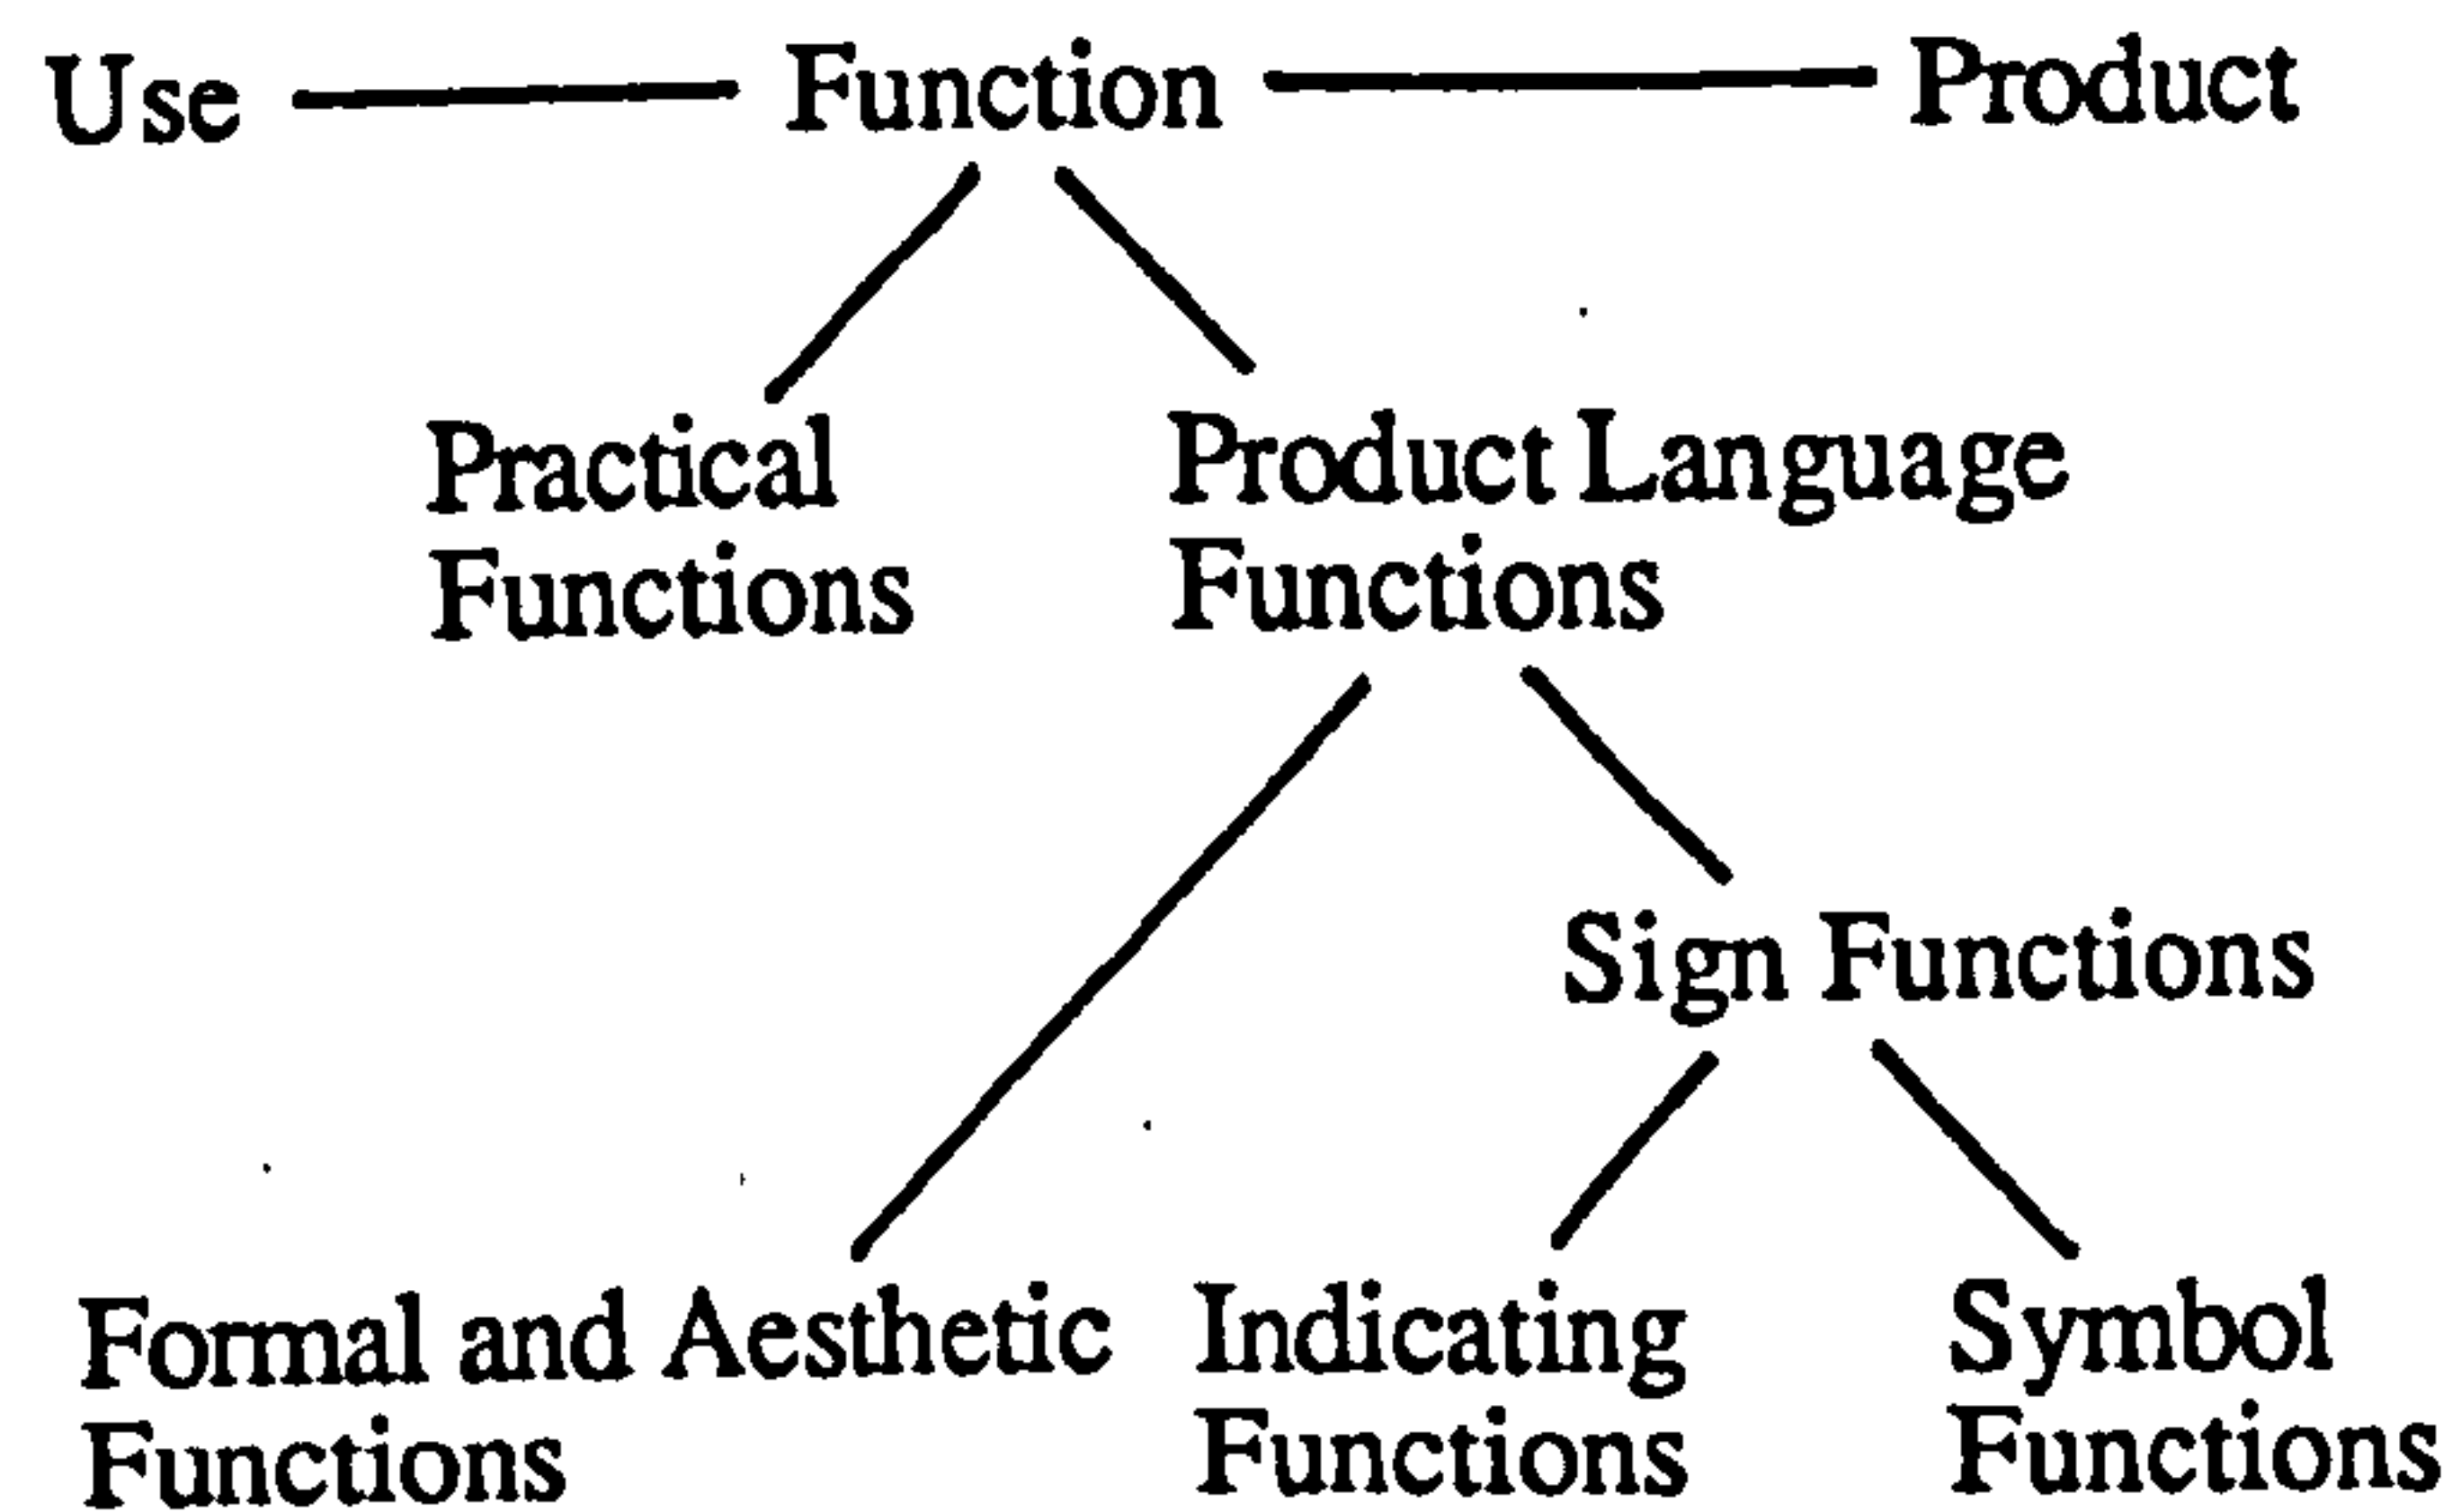 Use Function Product
Practical Product Language
Functions Functions
Sign Functions
Formal and Aesthetic Indicating Symbol
Functions Functions Functions